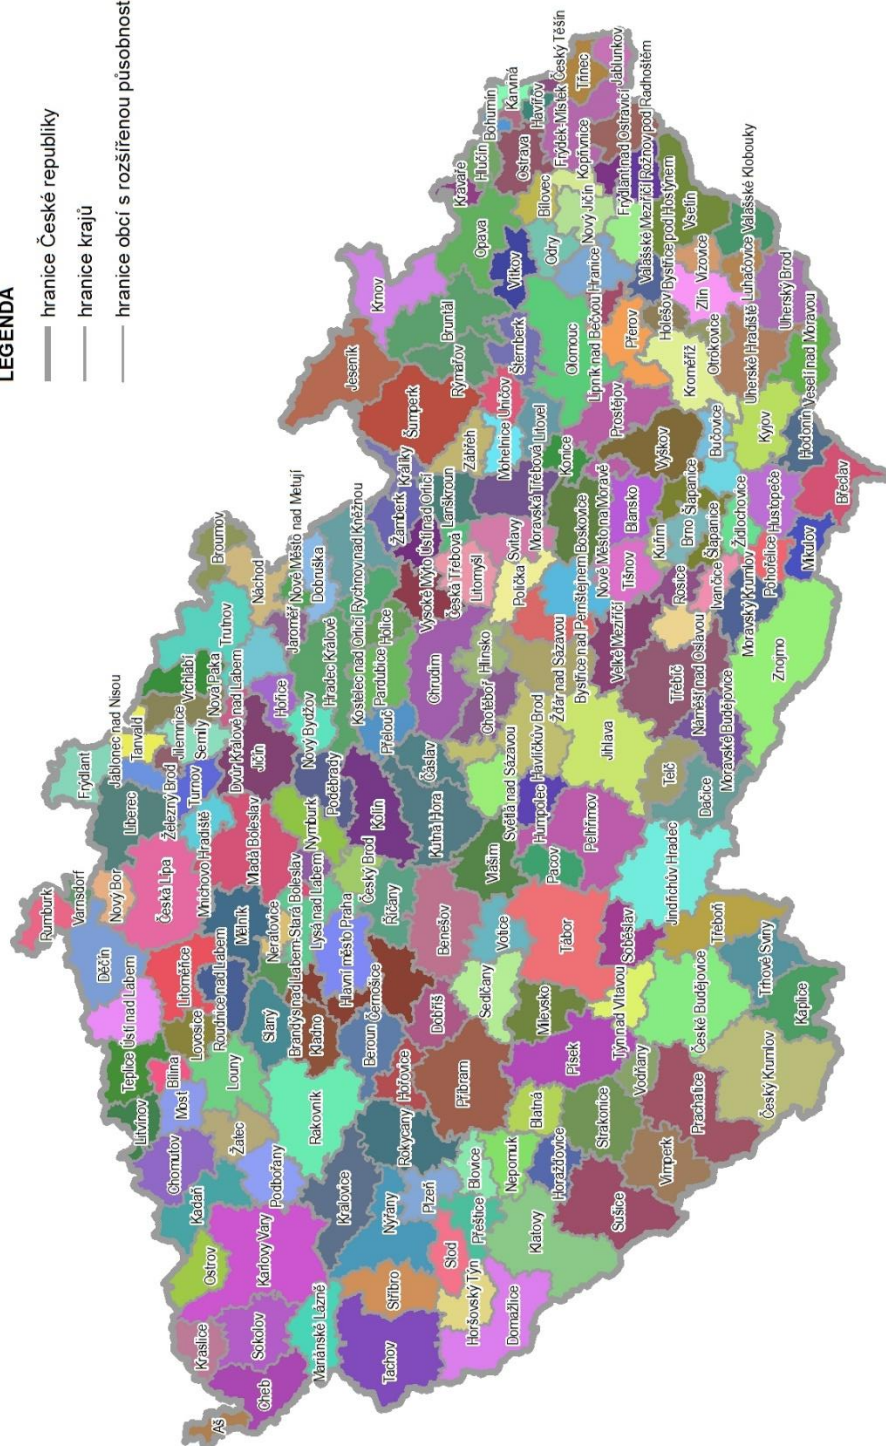 LEGENDA
hranice České republiky
hranice krajů
hranice obcí s rozšířenou působnost
Rumburk
Varnsdorf
Děčín
Nový Bor
Frýdlant
Liberec
Jablonec nad Nisou
Tanvald
Ústí nad Labem
Teplice
Litvínov
Bílina
Most
Chomutov
Kadaň
Ostrov
Kraslice
Aš
Česká Lípa
Železný Brod
Jilemnice
Semily
Turnov
Vrchlabí
Trutnov
Broumov
Litoměřice
Lovosice
Mnichovo Hradiště
Nová Paka
Dvůr Králové nad Labem
Náchod
Louny
Žatec
Roudnice nad Labem
Mělník
Mladá Boleslav
Jičín
Hořice
Jaroměř
Nové Město nad Metují
Dobruška
Podbořany
Karlovy Vary
Sokolov
Cheb
Slaný
Neratovice
Brandýs nad Labem-Stará Boleslav
Lysá nad Labem
Nymburk
Poděbrady
Nový Bydžov
Hradec Králové
Kostelec nad Orlicí
Rychnov nad Kněžnou
Jeseník
Krnov
Mariánské Lázně
Rakovník
Kladno
Hlavní město Praha
Český Brod
Kolín
Přelouč
Pardubice
Holice
Žamberk
Králíky
Šumperk
Kralovice
Beroun
Černošice
Říčany
Kutná Hora
Čáslav
Chrudim
Vysoké Mýto
Ústí nad Orlicí
Lanškroun
Česká Třebová
Bruntál
Rýmařov
Tachov
Stříbro
Nýřany
Plzeň
Rokycany
Hořovice
Dobříš
Benešov
Příbram
Hlinsko
Chotěboř
Litomyšl
Svitavy
Polička
Moravská Třebová
Zábřeh
Mohelnice
Uničov
Litovel
Šternberk
Opava
Kravaře
Hlučín
Bohumín
Karviná
Havířov
Ostrava
Vítkov
Bílovec
Český Těšín
Třinec
Jablunkov
Frýdek-Místek
Kopřivnice
Nový Jičín
Odry
Frýdlant nad Ostravicí
Rožnov pod Radhoštěm
Valašské Meziříčí
Stod
Horšovský Týn
Domažlice
Přeštice
Blovice
Nepomuk
Klatovy
Horažďovice
Sušice
Blatná
Strakonice
Sedlčany
Votice
Vlašim
Světlá nad Sázavou
Havlíčkův Brod
Humpolec
Žďár nad Sázavou
Bystřice nad Pernštejnem
Nové Město na Moravě
Boskovice
Konice
Olomouc
Prostějov
Lipník nad Bečvou
Hranice
Přerov
Bystřice pod Hostýnem
Holešov
Vsetín
Milevsko
Písek
Tábor
Pacov
Pelhřimov
Jihlava
Velké Meziříčí
Tišnov
Blansko
Vyškov
Kuřim
Brno
Šlapanice
Šlapanice
Bučovice
Kroměříž
Otrokovice
Zlín
Vizovice
Luhačovice
Valašské Klobouky
Uherské Hradiště
Uherský Brod
Týn nad Vltavou
Soběslav
Vodňany
Jindřichův Hradec
Telč
Třebíč
Náměšť nad Oslavou
Rosice
Ivančice
Židlochovice
Hustopeče
Kyjov
Veselí nad Moravou
Hodonín
Vimperk
Prachatice
České Budějovice
Třeboň
Dačice
Moravské Budějovice
Moravský Krumlov
Pohořelice
Mikulov
Břeclav
Znojmo
Český Krumlov
Trhové Sviny
Kaplice